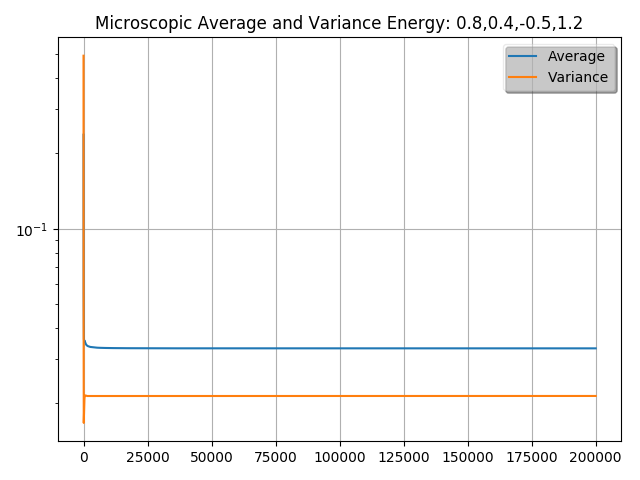 Microscopic Average and Variance Energy: 0.8,0.4,-0.5,1.2
Average
Variance
10⁻¹
0 25000 50000 75000 100000 125000 150000 175000 200000